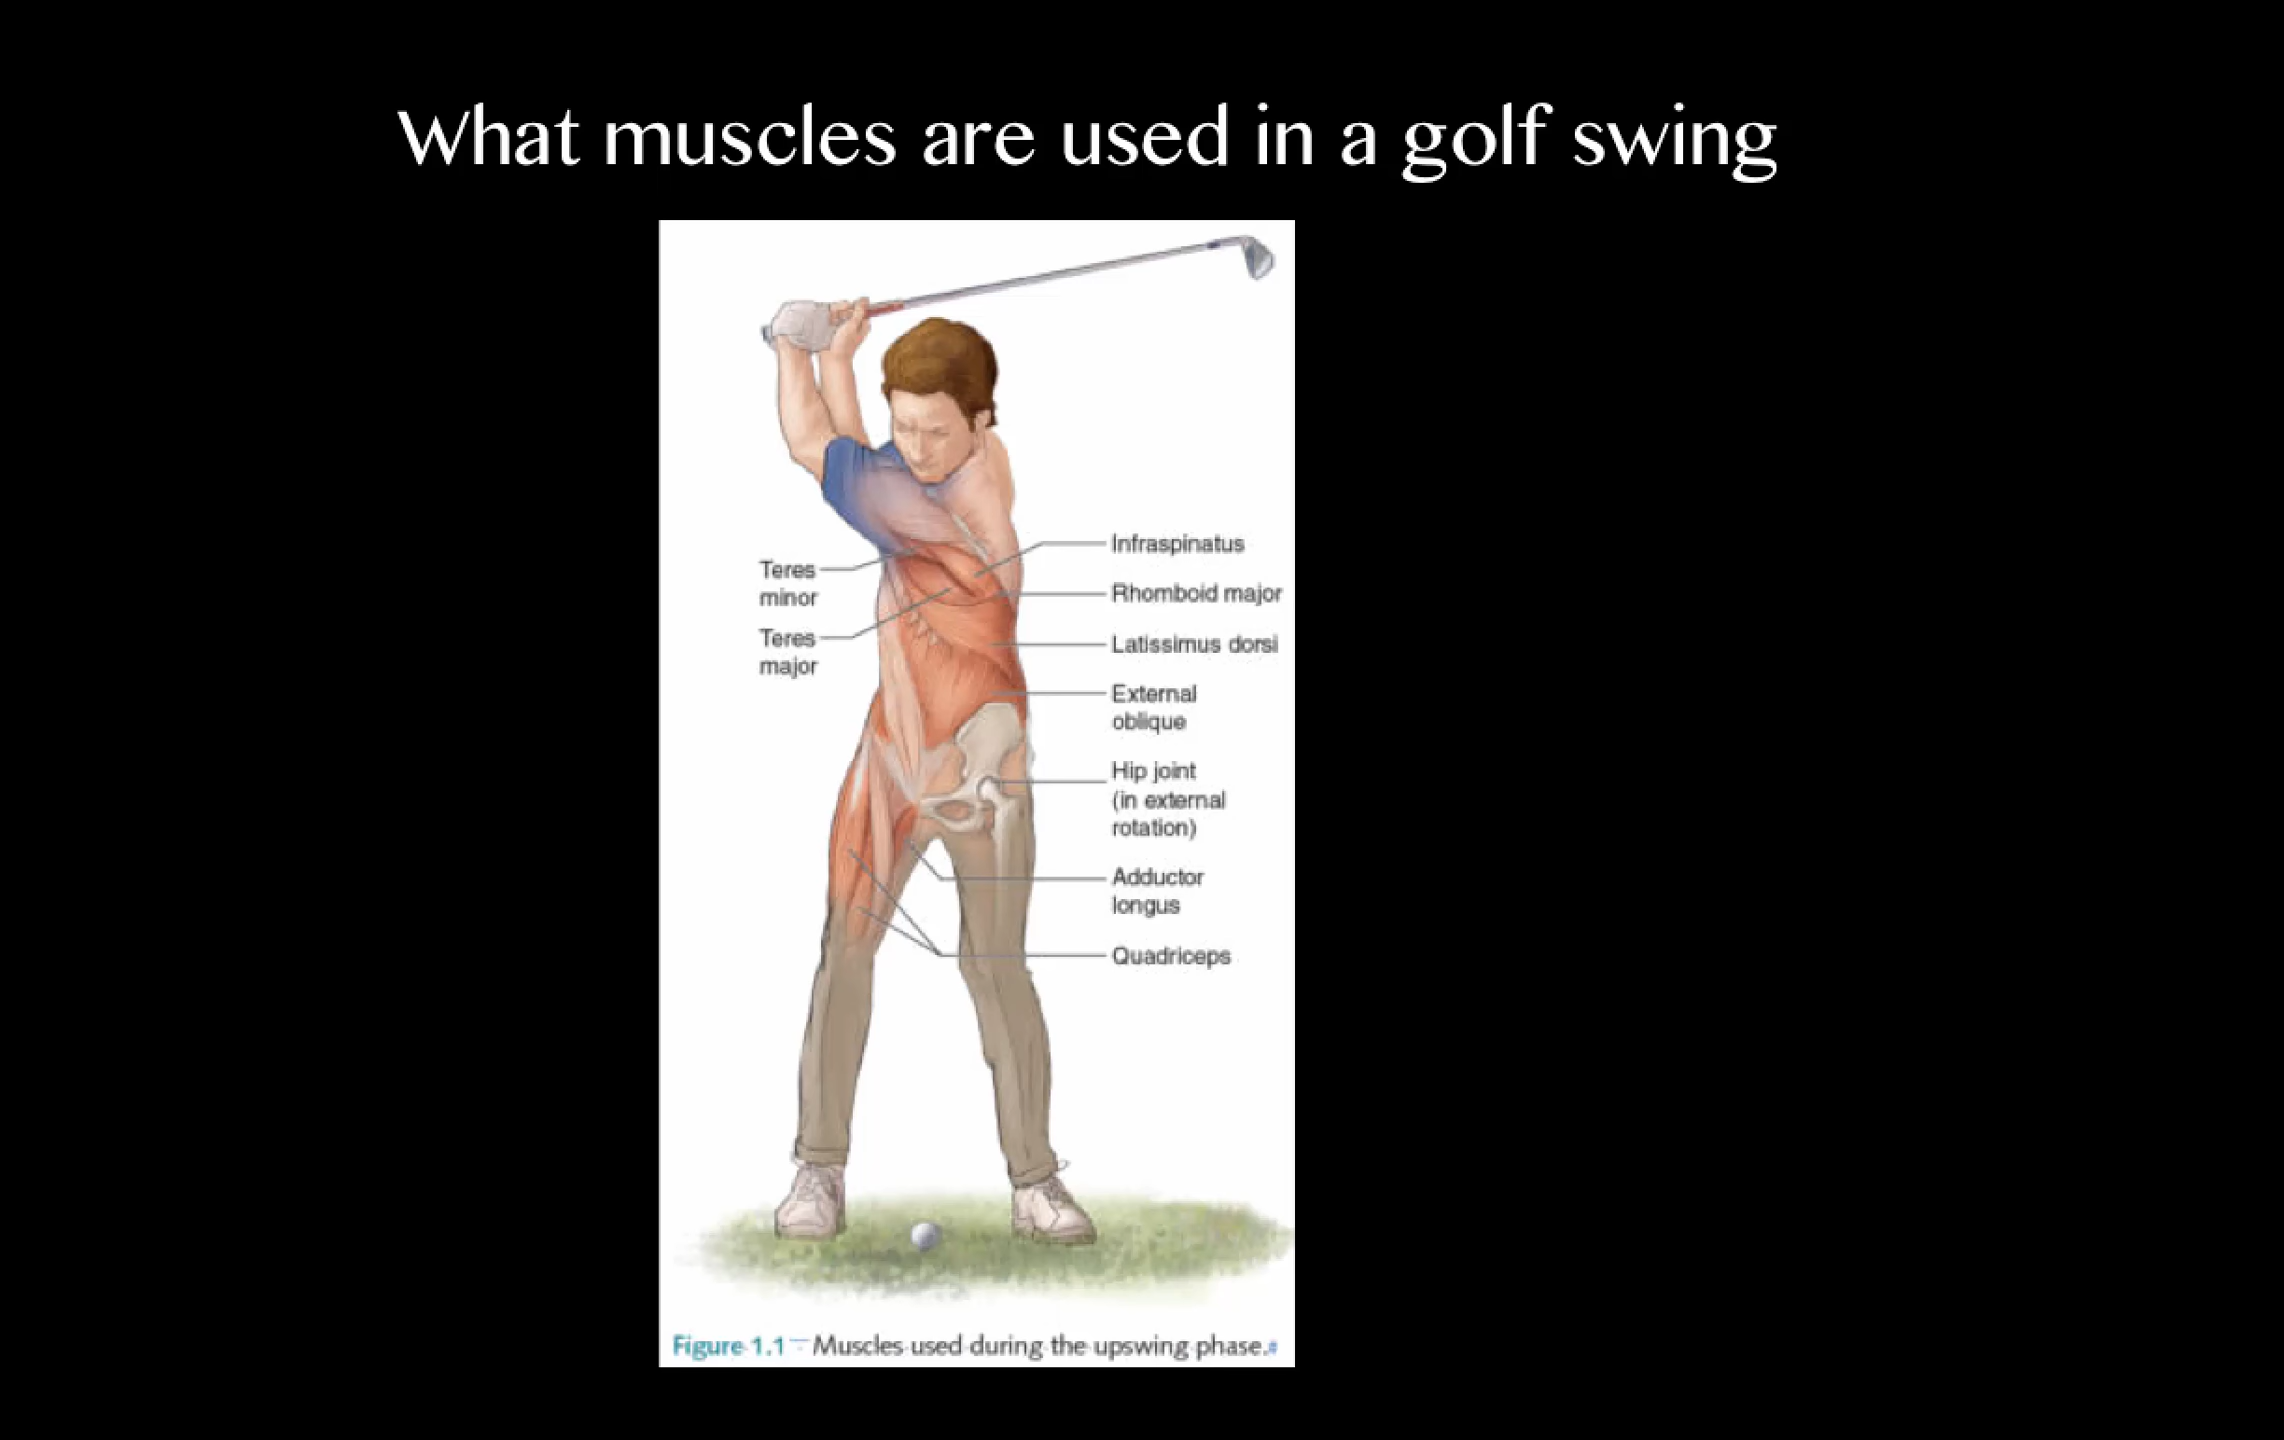 What muscles are used in a golf swing
Teres
minor
Teres
major
Infraspinatus
Rhomboid major
Latissimus dorsi
External
oblique
Hip joint
(in external
rotation)
Adductor
longus
Quadriceps
Figure 1.1 Muscles used during the upswing phase.